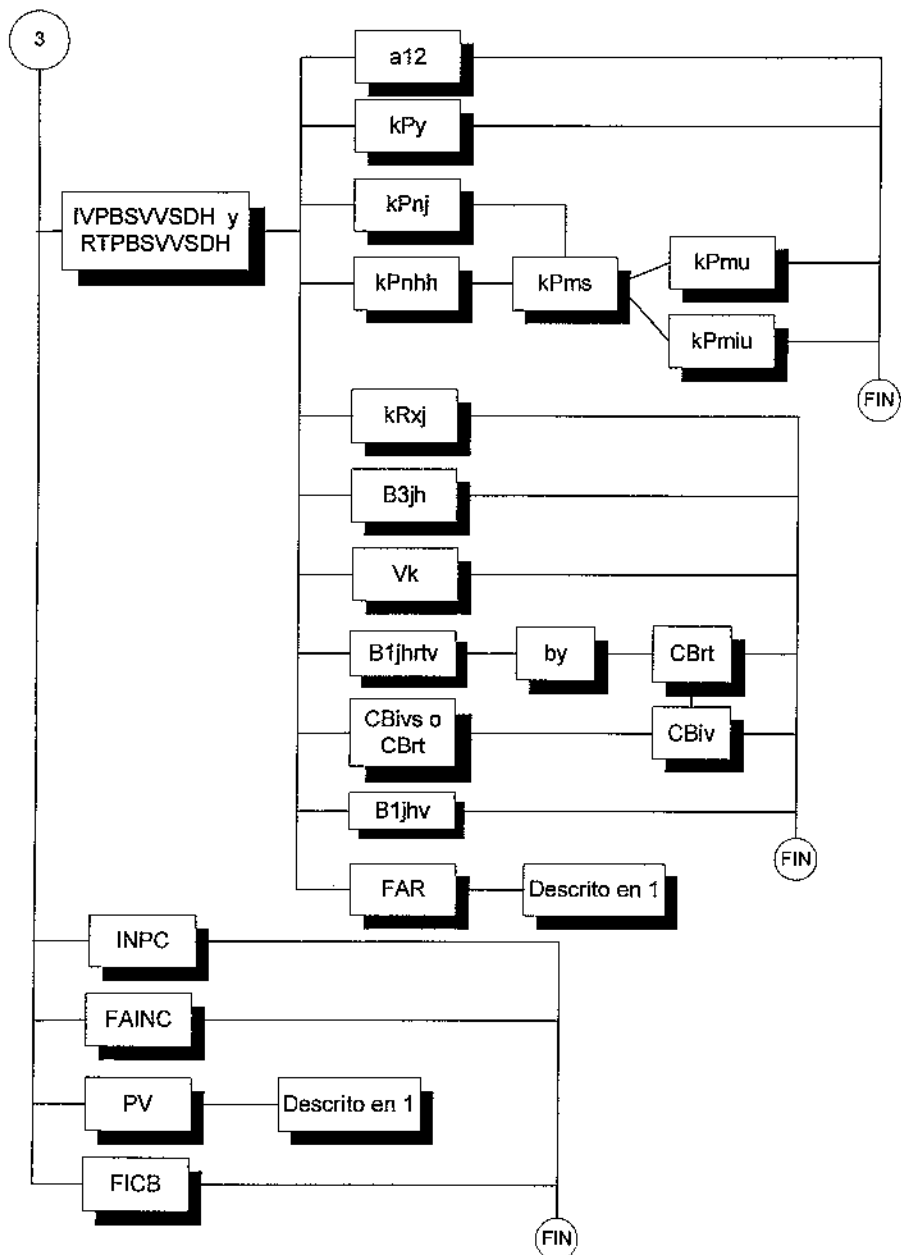 3
a12
kPy
IVPBSVVSDH y
RTPBSVVSDH
kPnj
kPnhh
kPms
kPmu
kPmiu
FIN
kRxj
B3jh
Vk
B1jhrtv
by
CBrt
CBivs o
CBrt
CBiv
B1jhv
FIN
FAR
Descrito en 1
INPC
FAINC
PV
Descrito en 1
FICB
FIN